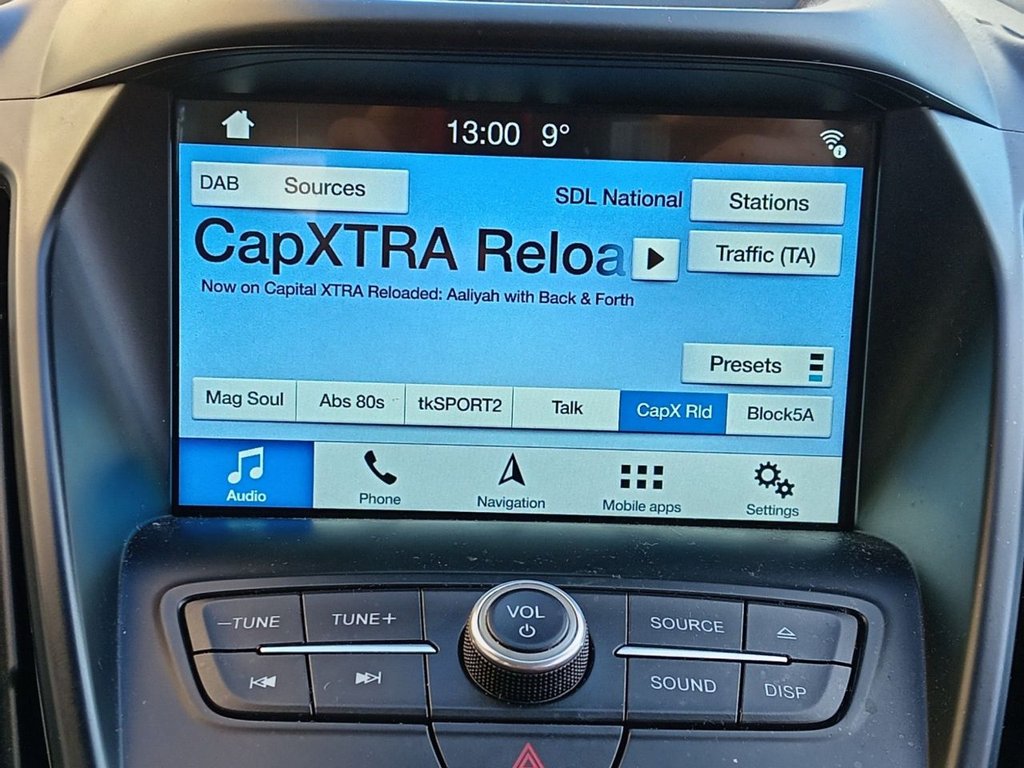 13:00 9°
DAB Sources
SDL National
Stations
CapXTRA Reloa
Traffic (TA)
Now on Capital XTRA Reloaded: Aaliyah with Back & Forth
Presets
Mag Soul
Abs 80s
tkSPORT2
Talk
CapX Rld
Block5A
Audio
Phone
Navigation
Mobile apps
Settings
–TUNE
TUNE+
VOL
SOURCE
SOUND
DISP